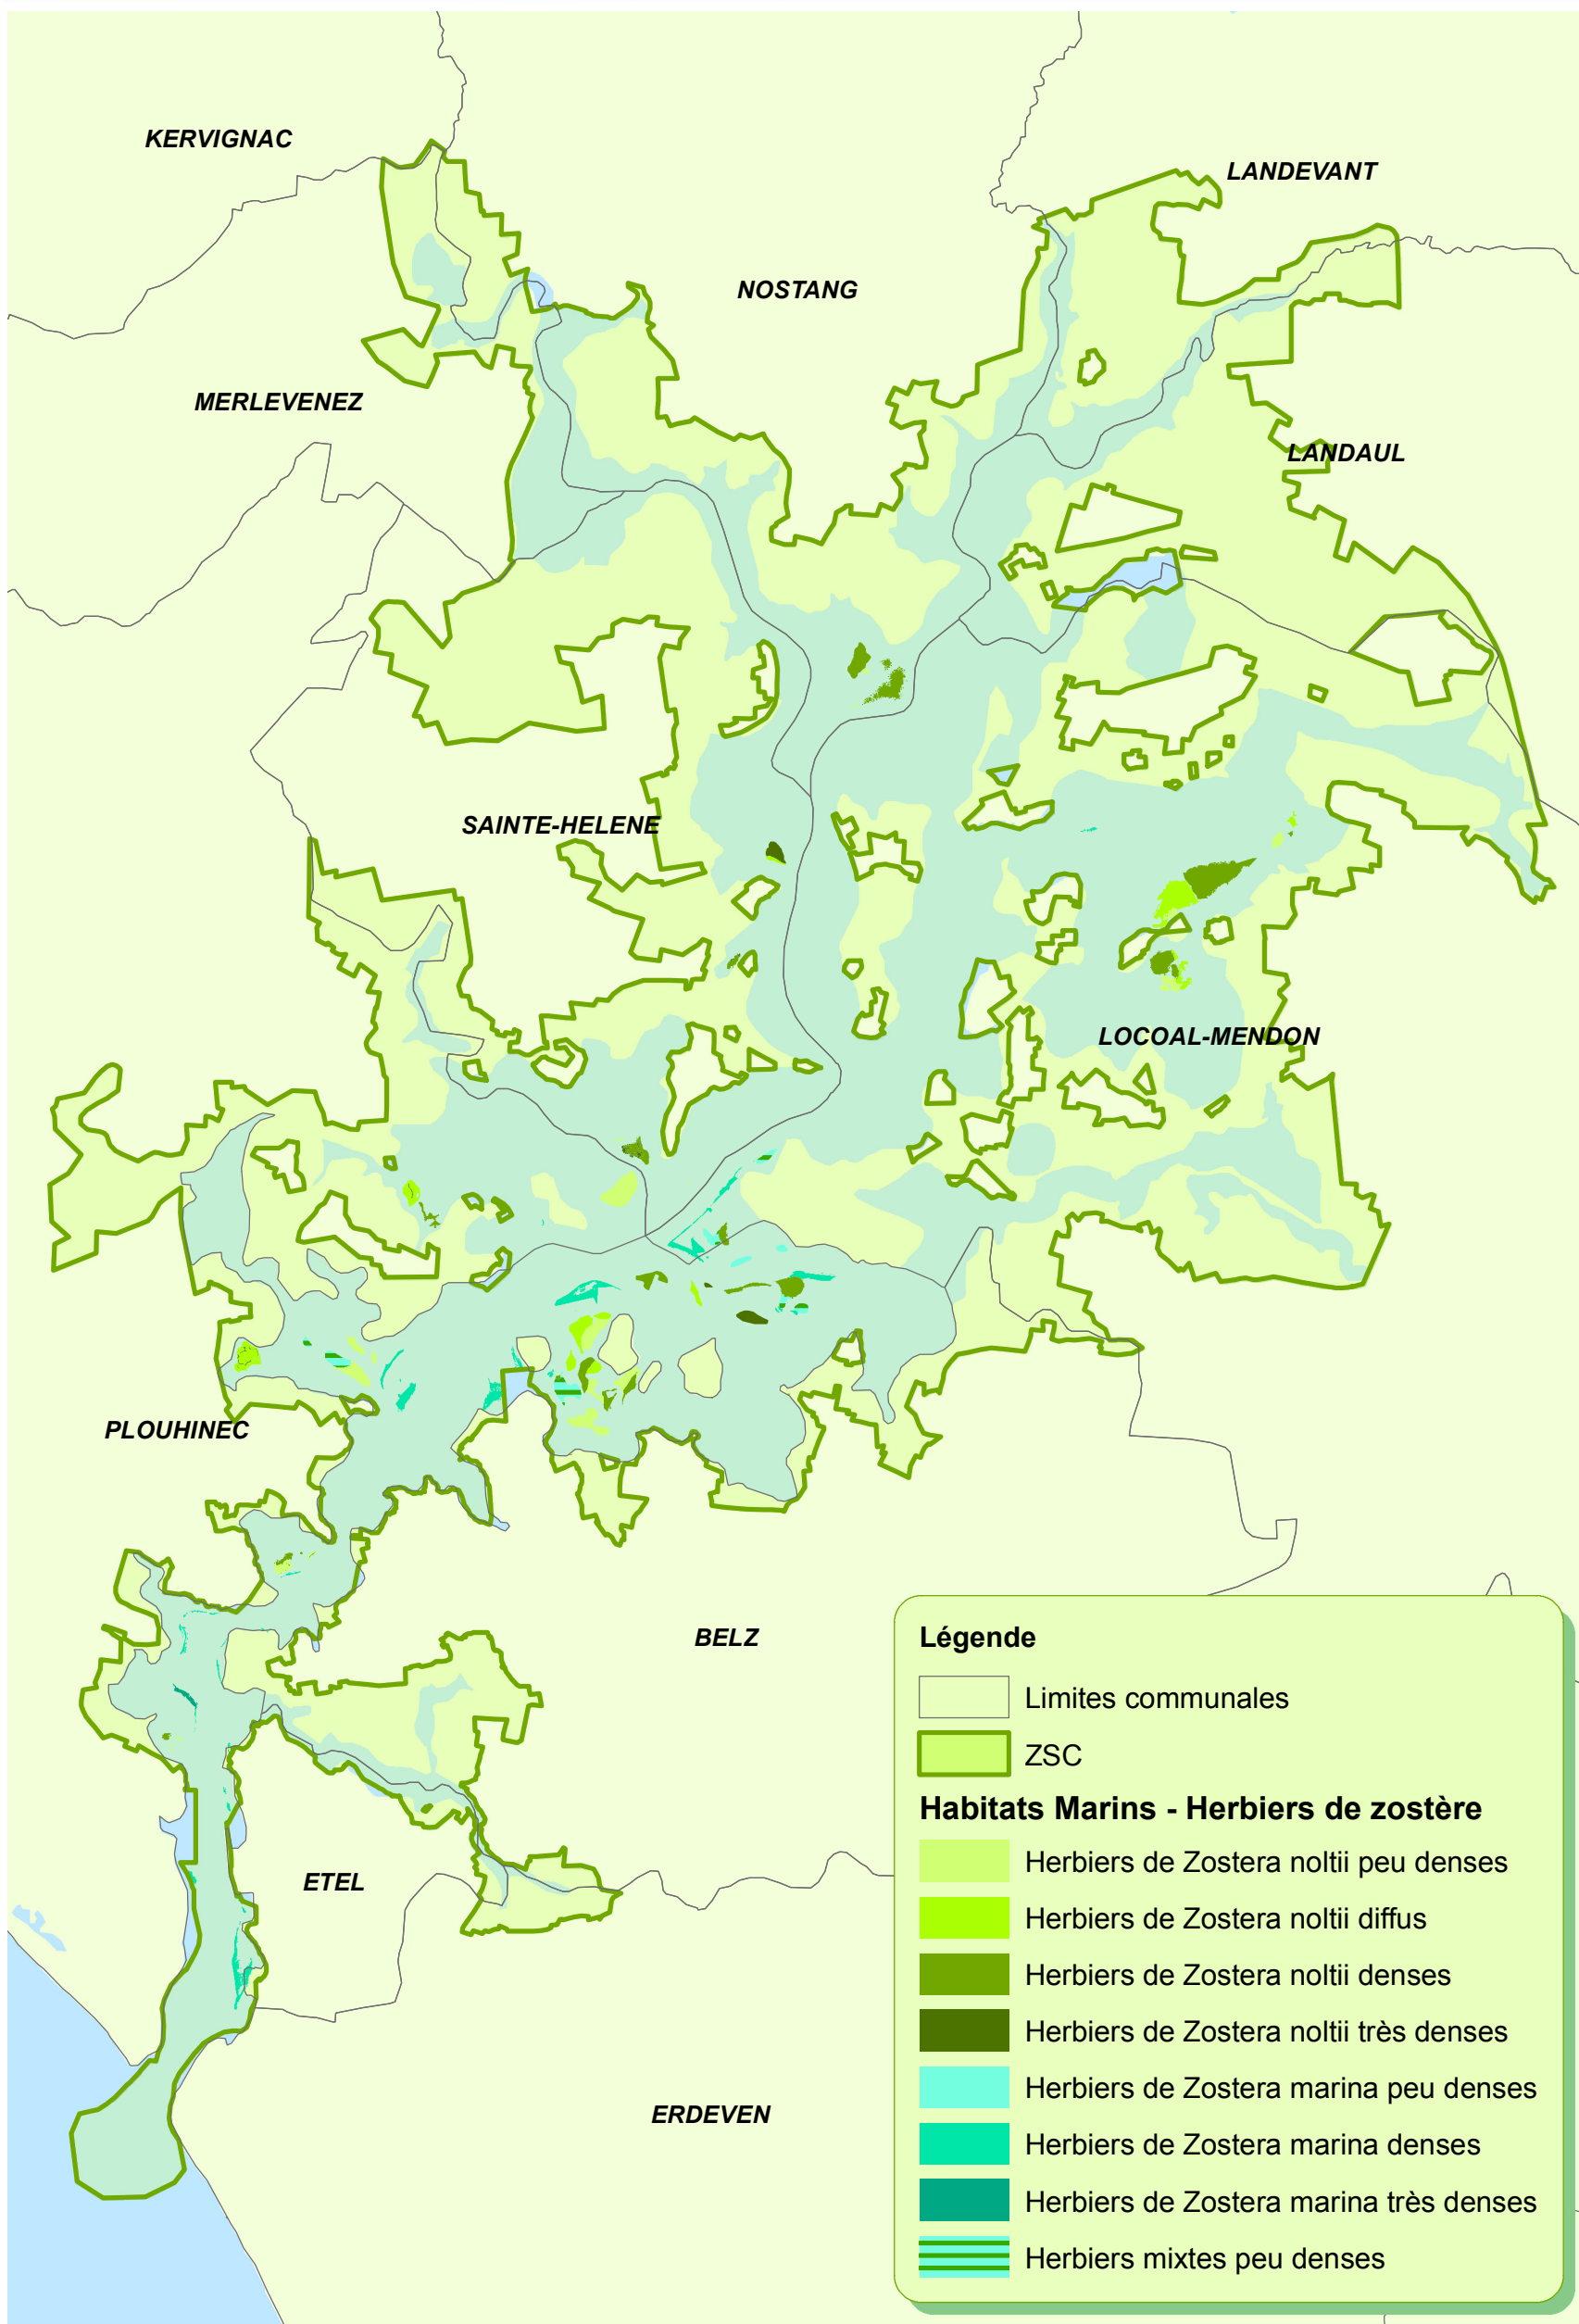 KERVIGNAC
LANDEVANT
NOSTANG
MERLEVENEZ
LANDAUL
SAINTE-HELENE
LOCOAL-MENDON
PLOUHINEC
BELZ
ETEL
ERDEVEN
Légende
Limites communales
ZSC
Habitats Marins - Herbiers de zostère
Herbiers de Zostera noltii peu denses
Herbiers de Zostera noltii diffus
Herbiers de Zostera noltii denses
Herbiers de Zostera noltii très denses
Herbiers de Zostera marina peu denses
Herbiers de Zostera marina denses
Herbiers de Zostera marina très denses
Herbiers mixtes peu denses